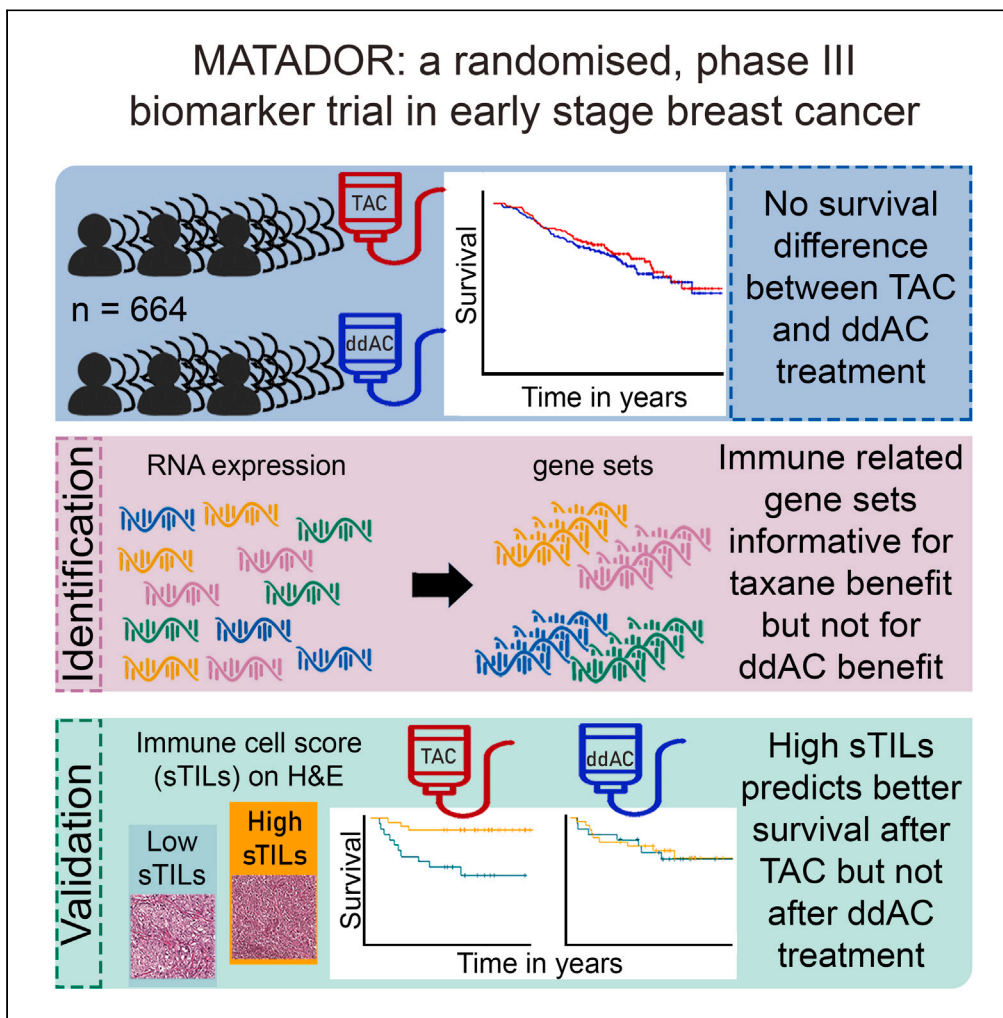 MATADOR: a randomised, phase III
biomarker trial in early stage breast cancer
TAC
n = 664
ddAC
Survival
Time in years
No survival
difference
between TAC
and ddAC
treatment
Identification
RNA expression
gene sets
Immune related
gene sets
informative for
taxane benefit
but not for
ddAC benefit
Validation
Immune cell score
(sTILs) on H&E
Low
sTILs
High
sTILs
TAC
ddAC
Survival
Time in years
High sTILs
predicts better
survival after
TAC but not
after ddAC
treatment